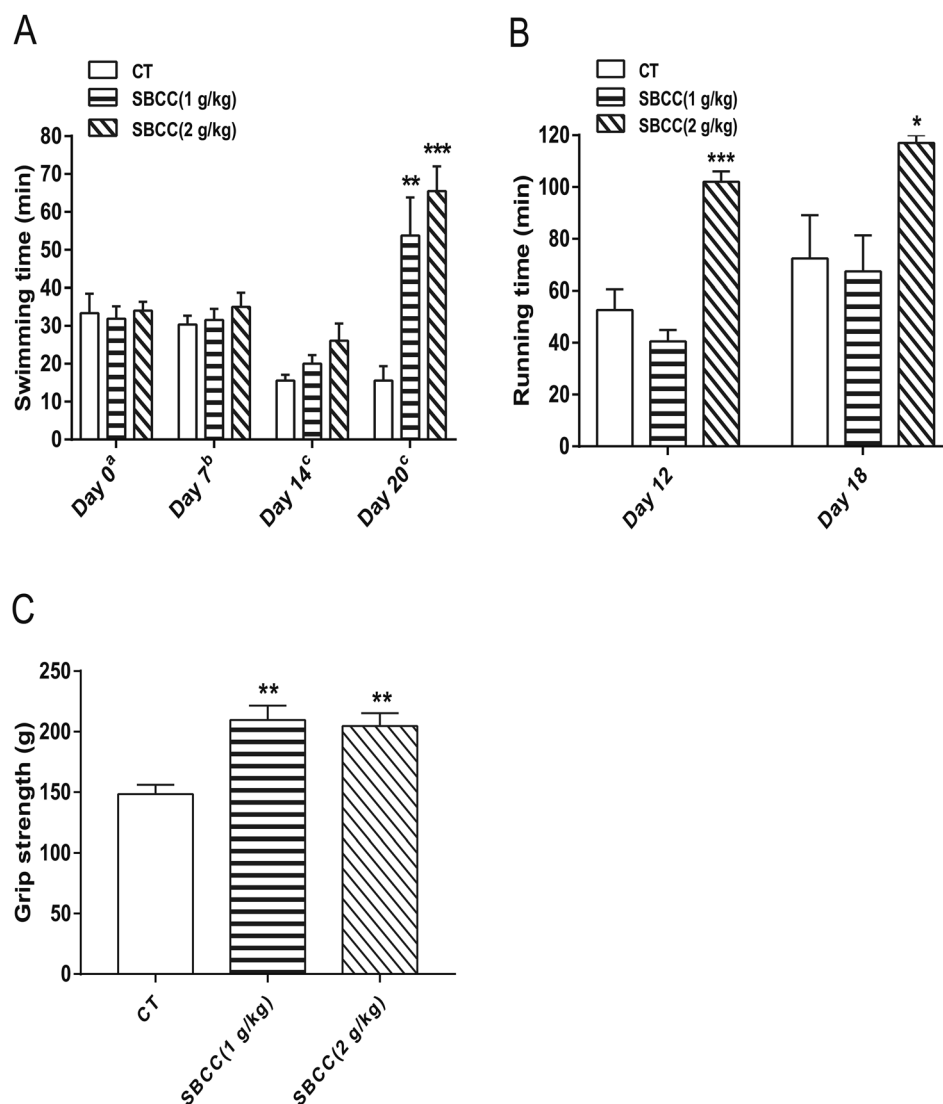 A
CT
SBCC(1 g/kg)
SBCC(2 g/kg)
Swimming time (min)
80
70
60
50
40
30
20
10
0
**
***
Day 0ᵃ
Day 7ᵇ
Day 14ᶜ
Day 20ᶜ
B
CT
SBCC(1 g/kg)
SBCC(2 g/kg)
Running time (min)
120
100
80
60
40
20
0
***
*
Day 12
Day 18
C
Grip strength (g)
250
200
150
100
50
0
**
**
CT
SBCC(1 g/kg)
SBCC(2 g/kg)